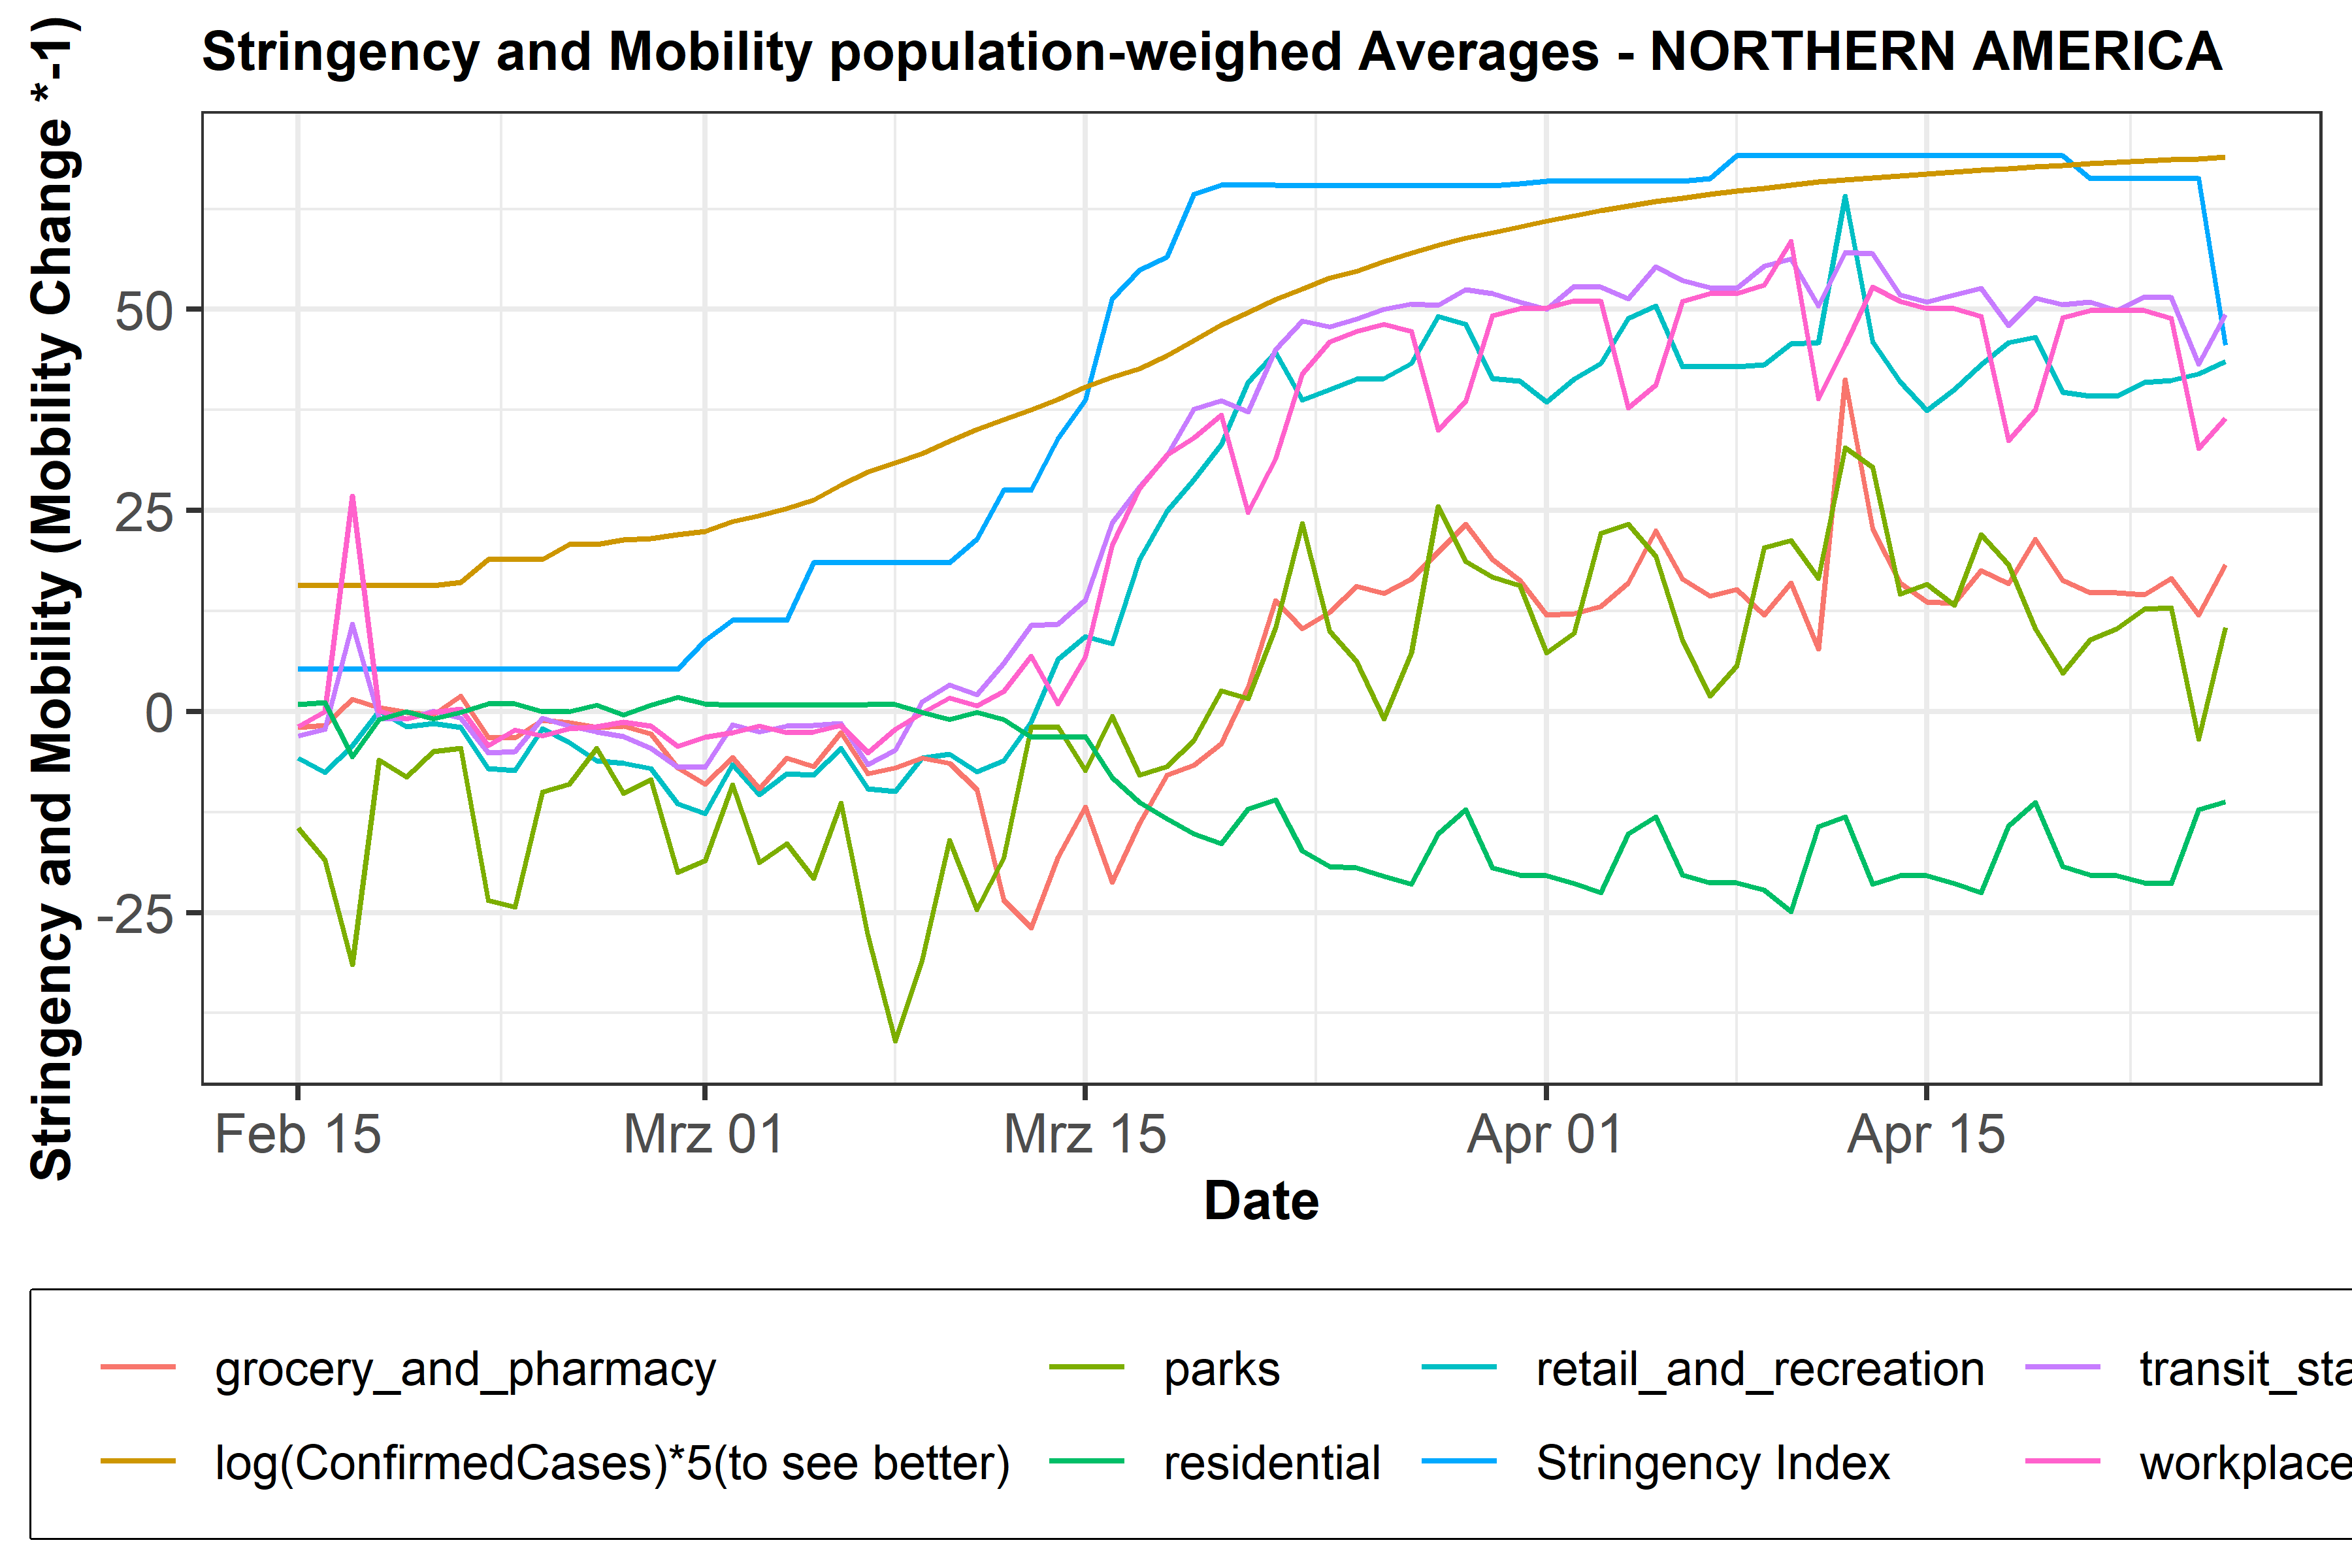 Stringency and Mobility population-weighed Averages - NORTHERN AMERICA
Stringency and Mobility (Mobility Change *-1)
50
25
0
-25
Feb 15 Mrz 01 Mrz 15 Apr 01 Apr 15
Date
grocery_and_pharmacy parks retail_and_recreation transit_sta
log(ConfirmedCases)*5(to see better) residential Stringency Index workplace